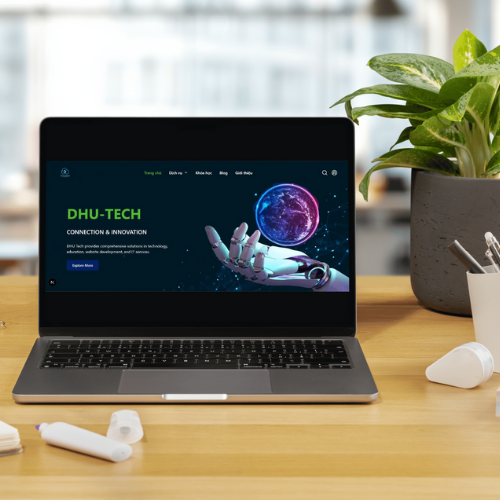 Trang chủ Dịch vụ Khóa học Blog Giới thiệu
DHU-TECH
CONNECTION & INNOVATION
DHU Tech provides comprehensive solutions in technology,
education, website development, and IT services.
Explore More